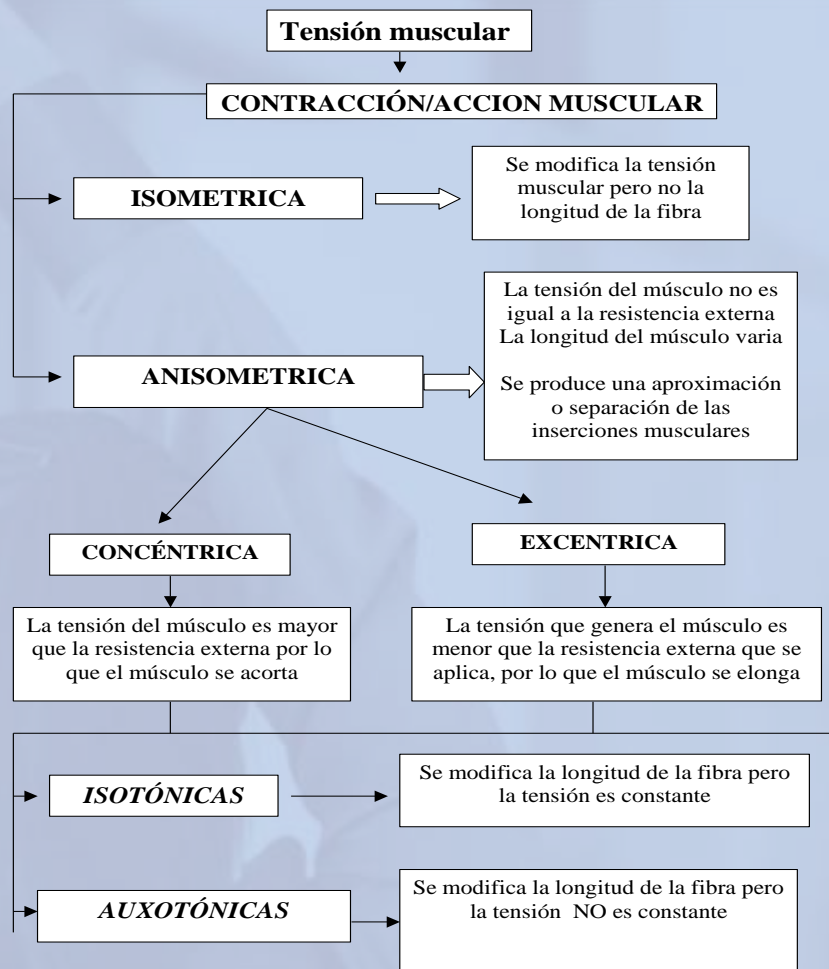 Tensión muscular
CONTRACCIÓN/ACCION MUSCULAR
ISOMETRICA
Se modifica la tensión
muscular pero no la
longitud de la fibra
ANISOMETRICA
La tensión del músculo no es
igual a la resistencia externa
La longitud del músculo varia
Se produce una aproximación
o separación de las
inserciones musculares
CONCÉNTRICA
EXCENTRICA
La tensión del músculo es mayor
que la resistencia externa por lo
que el músculo se acorta
La tensión que genera el músculo es
menor que la resistencia externa que se
aplica, por lo que el músculo se elonga
ISOTÓNICAS
Se modifica la longitud de la fibra pero
la tensión es constante
AUXOTÓNICAS
Se modifica la longitud de la fibra pero
la tensión NO es constante